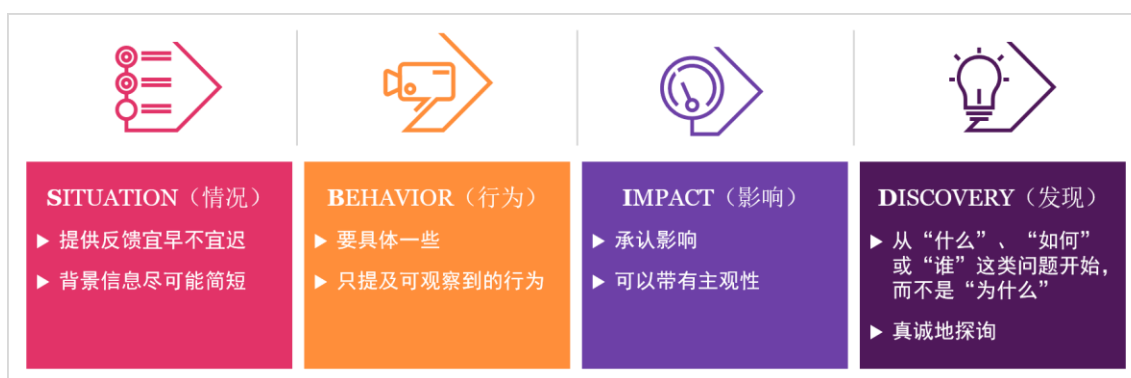 SITUATION（情况）
▶ 提供反馈宜早不宜迟
▶ 背景信息尽可能简短
BEHAVIOR（行为）
▶ 要具体一些
▶ 只提及可观察到的行为
IMPACT（影响）
▶ 承认影响
▶ 可以带有主观性
DISCOVERY（发现）
▶ 从“什么”、“如何”
或“谁”这类问题开始，
而不是“为什么”
▶ 真诚地探询